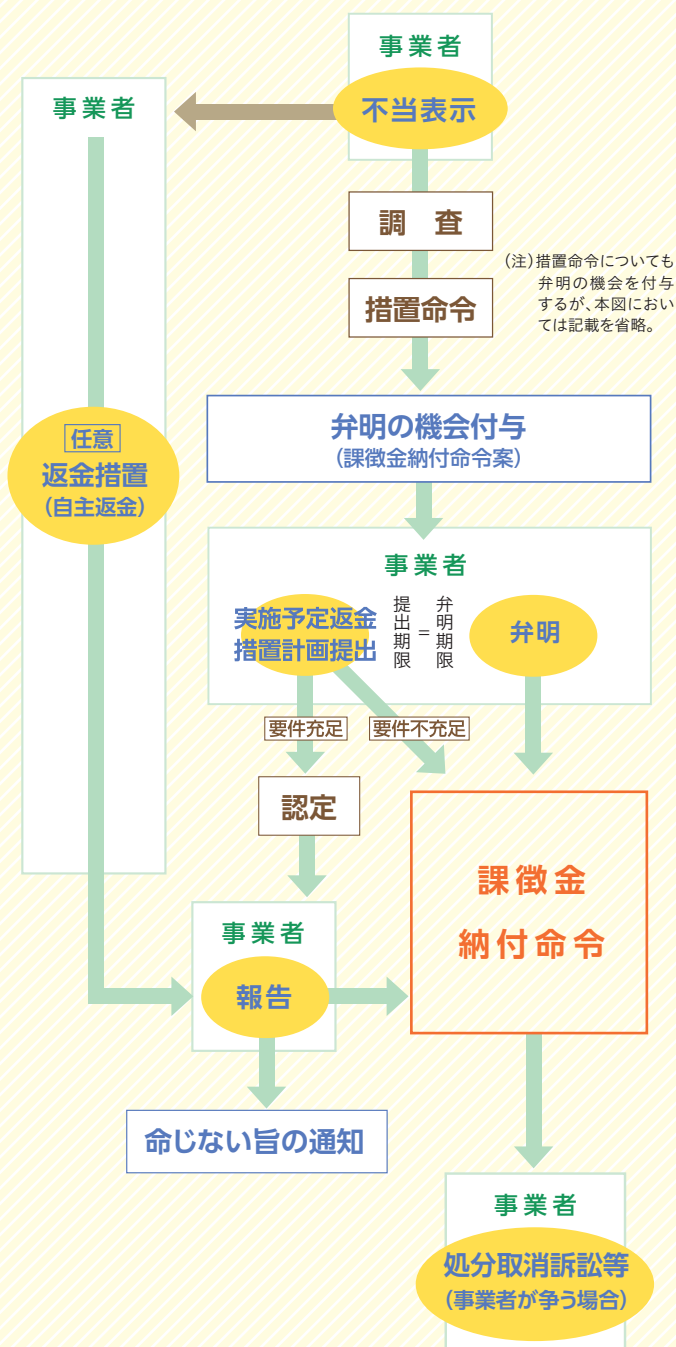 事業者
不当表示
事業者
調 査
(注)措置命令についても
弁明の機会を付与
するが、本図におい
ては記載を省略。
措置命令
弁明の機会付与
(課徴金納付命令案)
任意
返金措置
(自主返金)
事業者
実施予定返金
措置計画提出
提出期限
=
弁明期限
弁明
要件充足
要件不充足
認定
課徴金
納付命令
事業者
報告
命じない旨の通知
事業者
処分取消訴訟等
(事業者が争う場合)